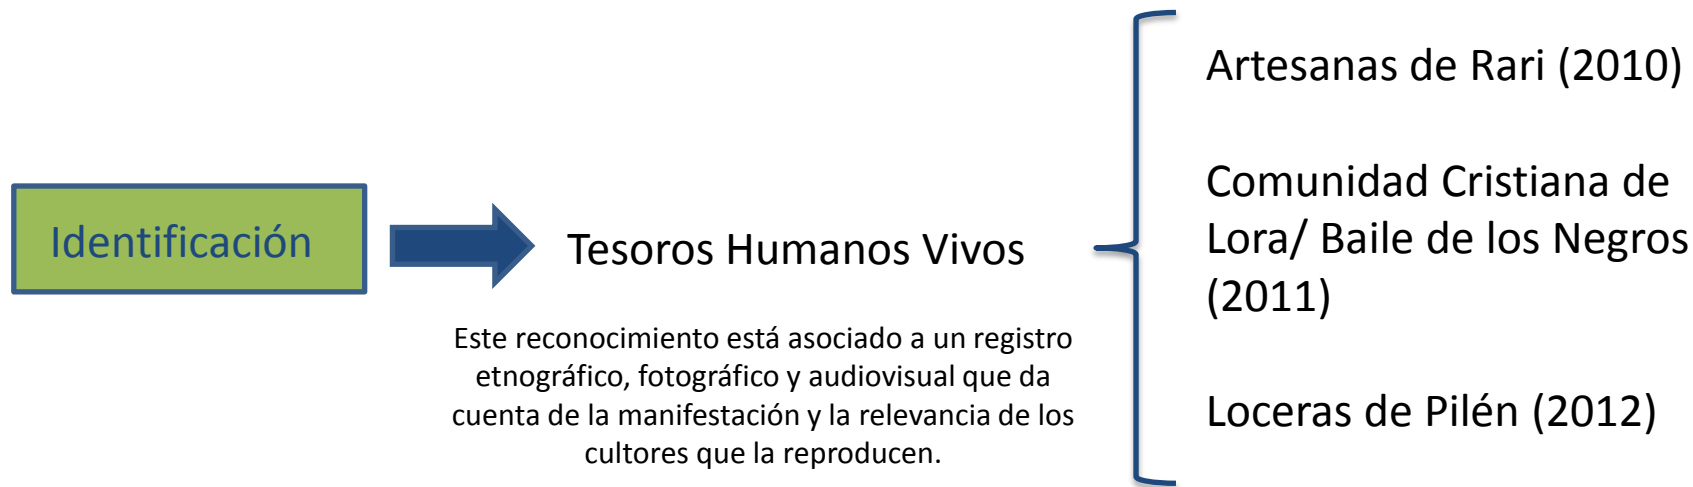 Identificación
Tesoros Humanos Vivos
Este reconocimiento está asociado a un registro
etnográfico, fotográfico y audiovisual que da
cuenta de la manifestación y la relevancia de los
cultores que la reproducen.
Artesanas de Rari (2010)
Comunidad Cristiana de
Lora/ Baile de los Negros
(2011)
Loceras de Pilén (2012)